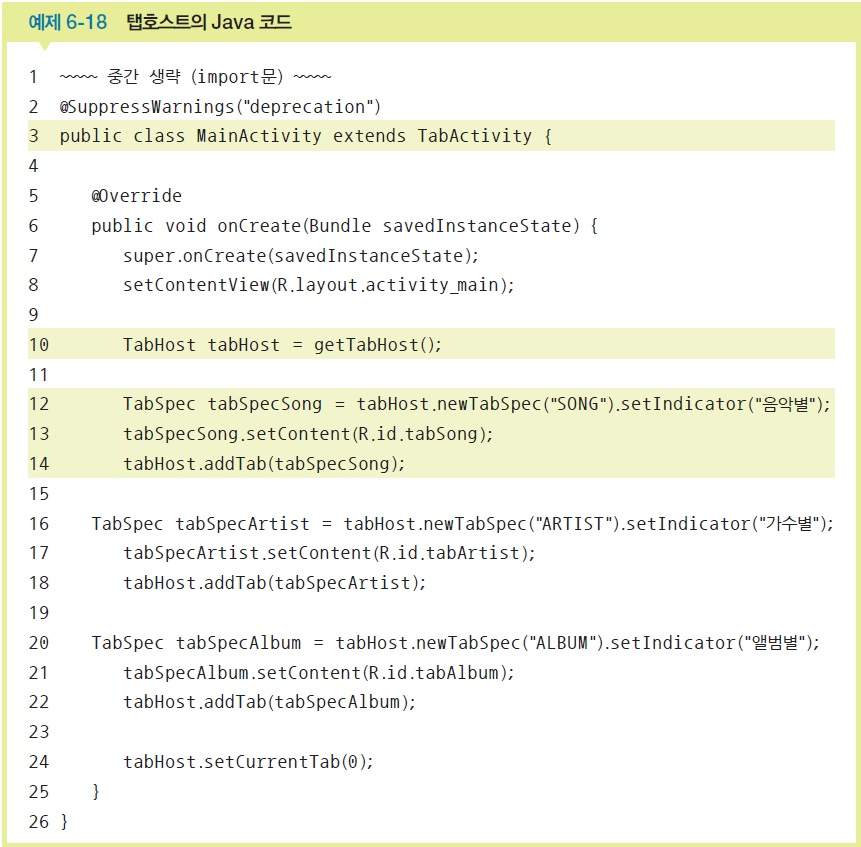 예제 6-18 탭호스트의 Java 코드
1 ~~~~ 중간 생략 (import문) ~~~~
2 @SuppressWarnings("deprecation")
3 public class MainActivity extends TabActivity {
4
5 @Override
6 public void onCreate(Bundle savedInstanceState) {
7 super.onCreate(savedInstanceState);
8 setContentView(R.layout.activity_main);
9
10 TabHost tabHost = getTabHost();
11
12 TabSpec tabSpecSong = tabHost.newTabSpec("SONG").setIndicator("음악별");
13 tabSpecSong.setContent(R.id.tabSong);
14 tabHost.addTab(tabSpecSong);
15
16 TabSpec tabSpecArtist = tabHost.newTabSpec("ARTIST").setIndicator("가수별");
17 tabSpecArtist.setContent(R.id.tabArtist);
18 tabHost.addTab(tabSpecArtist);
19
20 TabSpec tabSpecAlbum = tabHost.newTabSpec("ALBUM").setIndicator("앨범별");
21 tabSpecAlbum.setContent(R.id.tabAlbum);
22 tabHost.addTab(tabSpecAlbum);
23
24 tabHost.setCurrentTab(0);
25 }
26 }